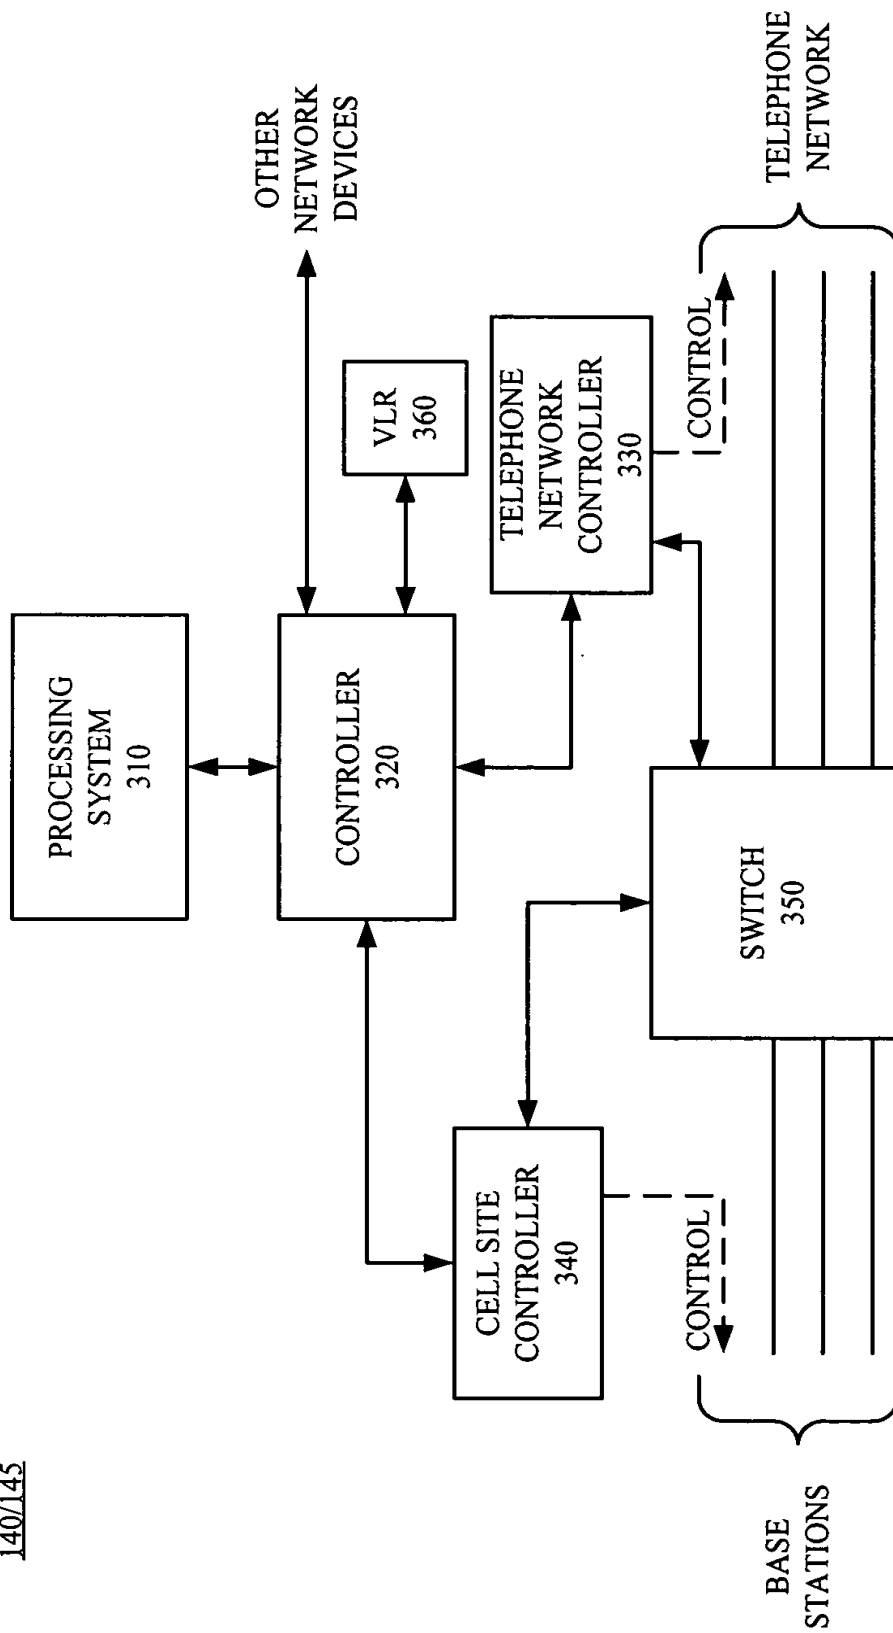 140/145
PROCESSING
SYSTEM
310
OTHER
NETWORK
DEVICES
CONTROLLER
320
VLR
360
CELL SITE
CONTROLLER
340
TELEPHONE
NETWORK
CONTROLLER
330
CONTROL
CONTROL
SWITCH
350
BASE
STATIONS
TELEPHONE
NETWORK